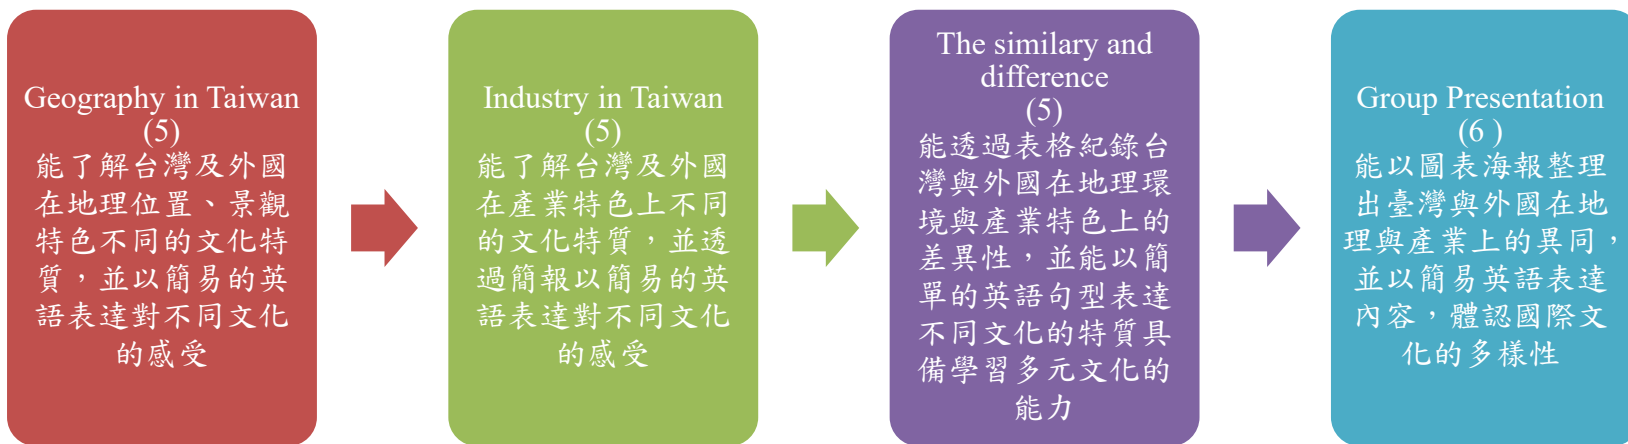 Geography in Taiwan
(5)
能了解台灣及外國
在地理位置、景觀
特色不同的文化特
質，並以簡易的英
語表達對不同文化
的感受
Industry in Taiwan
(5)
能了解台灣及外國
在產業特色上不同
的文化特質，並透
過簡報以簡易的英
語表達對不同文化
的感受
The similary and
difference
(5)
能透過表格紀錄台
灣與外國在地理環
境與產業特色上的
差異性，並能以簡
單的英語句型表達
不同文化的特質具
備學習多元文化的
能力
Group Presentation
(6 )
能以圖表海報整理
出臺灣與外國在地
理與產業上的異同，
並以簡易英語表達
內容，體認國際文
化的多樣性